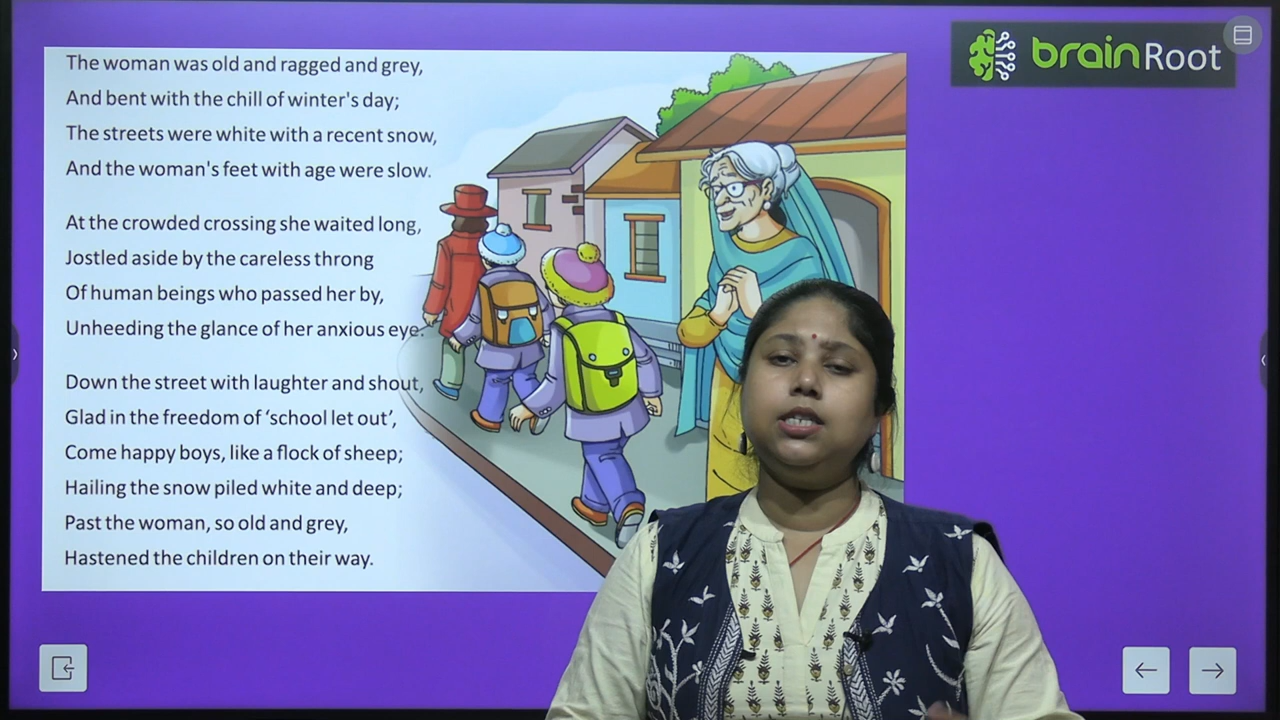 The woman was old and ragged and grey,
And bent with the chill of winter's day;
The streets were white with a recent snow,
And the woman's feet with age were slow.
At the crowded crossing she waited long,
Jostled aside by the careless throng
Of human beings who passed her by,
Unheeding the glance of her anxious eye.
Down the street with laughter and shout,
Glad in the freedom of ‘school let out’,
Come happy boys, like a flock of sheep;
Hailing the snow piled white and deep;
Past the woman, so old and grey,
Hastened the children on their way.
brainRoot